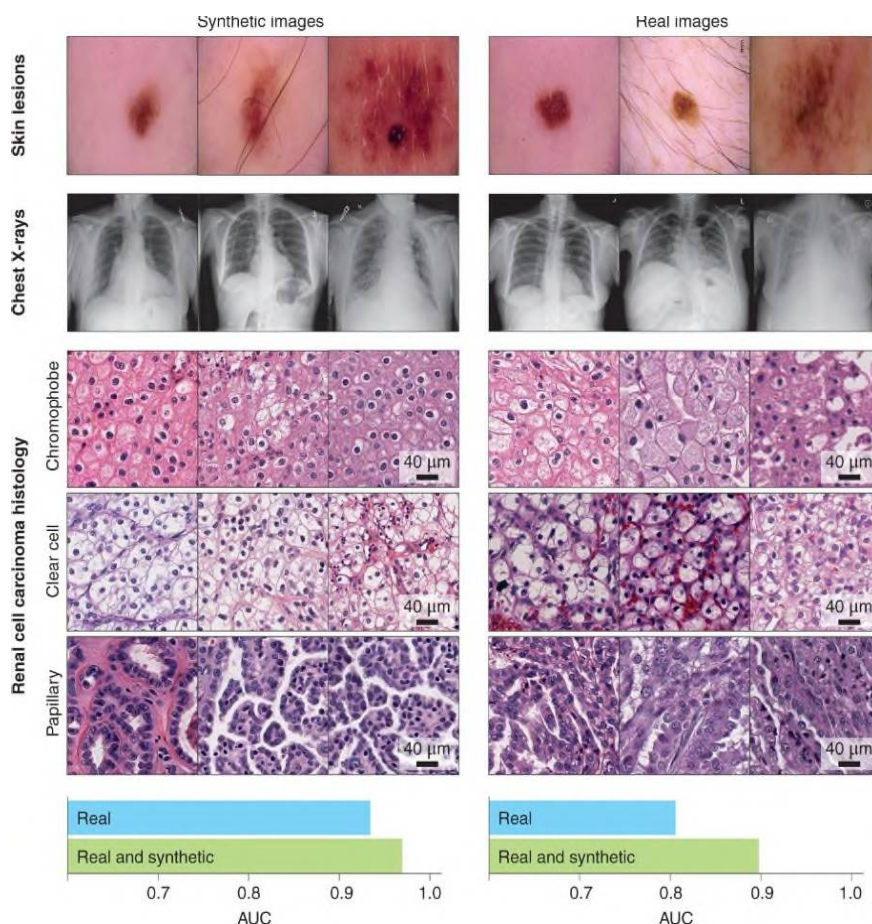 Synthetic images
Real images
Skin lesions
Chest X-rays
Renal cell carcinoma histology
Chromophobe
40 µm
40 µm
Clear cell
40 µm
40 µm
Papillary
40 µm
40 µm
Real
Real and synthetic
0.7
0.8
0.9
1.0
AUC
Real
Real and synthetic
0.7
0.8
0.9
1.0
AUC